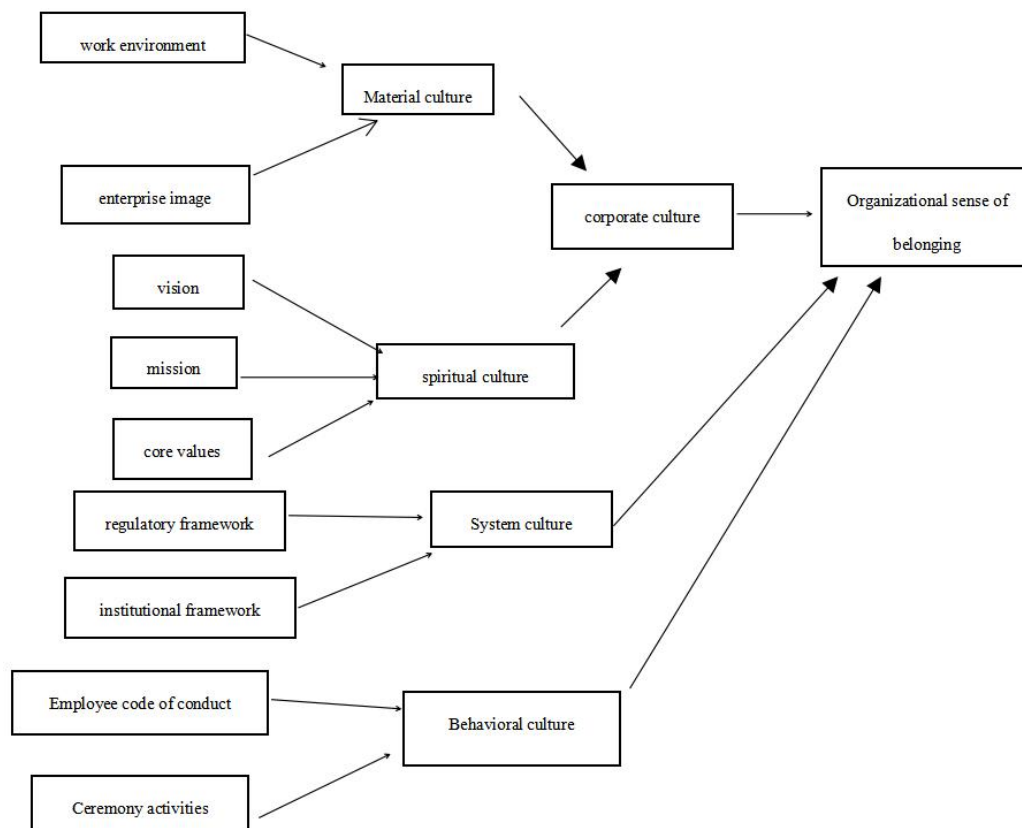 work environment
Material culture
enterprise image
corporate culture
Organizational sense of
belonging
vision
mission
spiritual culture
core values
regulatory framework
System culture
institutional framework
Employee code of conduct
Behavioral culture
Ceremony activities